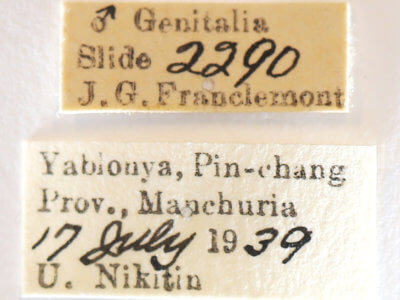 ♂ Genitalia
Slide 2290
J. G. Franclemont
Yablonya, Pin-chang
Prov., Manchuria
17 July 1939
U. Nikitin